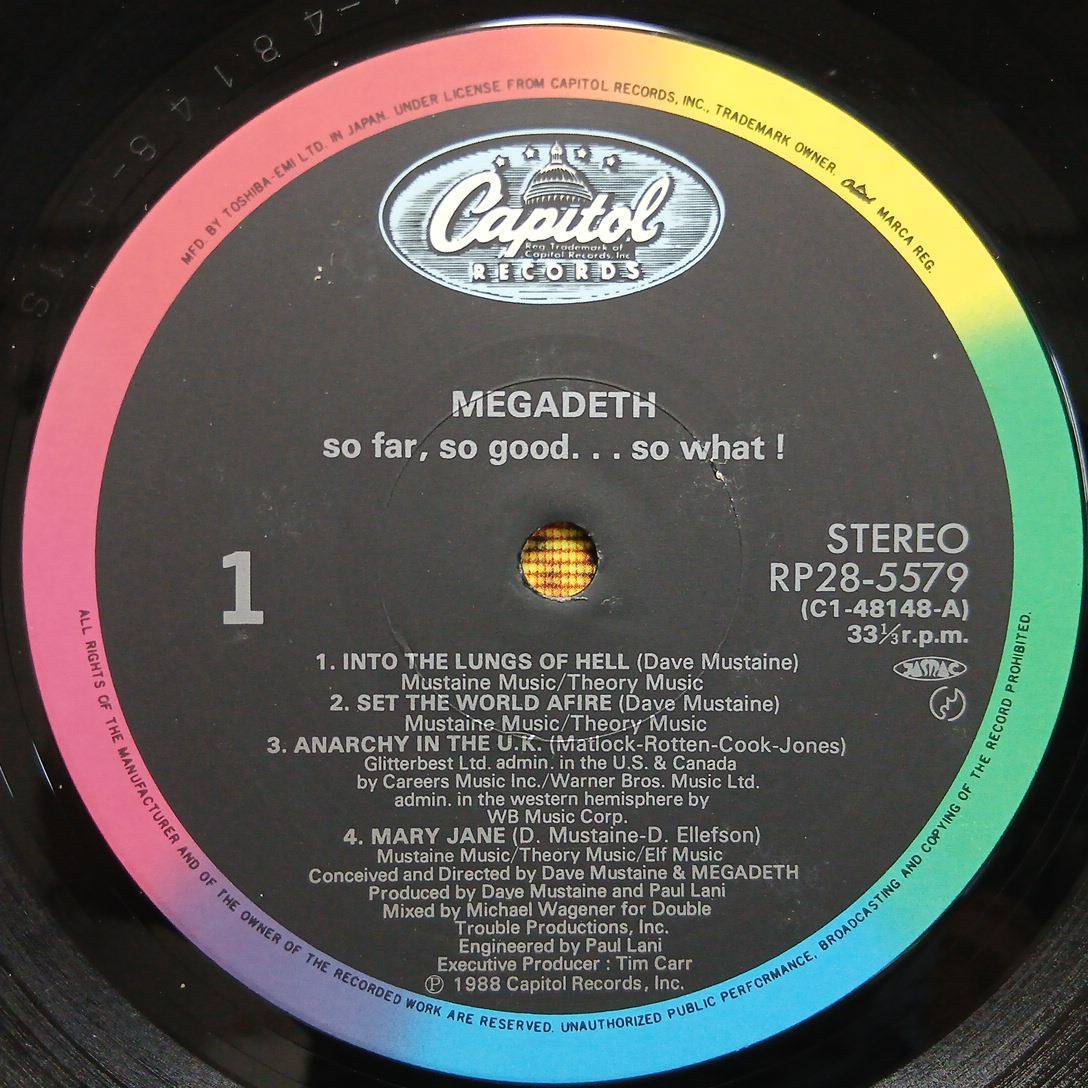 MFD. BY TOSHIBA-EMI LTD. IN JAPAN. UNDER LICENSE FROM CAPITOL RECORDS, INC., TRADEMARK OWNER. Capitol MARCA REG.
Capitol
Reg. Trademark of
Capitol Records, Inc.
RECORDS
MEGADETH
so far, so good. . . so what !
1
STEREO
RP28-5579
(C1-48148-A)
33⅓r.p.m.
JASRAC
1. INTO THE LUNGS OF HELL (Dave Mustaine)
Mustaine Music/Theory Music
2. SET THE WORLD AFIRE (Dave Mustaine)
Mustaine Music/Theory Music
3. ANARCHY IN THE U.K. (Matlock-Rotten-Cook-Jones)
Glitterbest Ltd. admin. in the U.S. & Canada
by Careers Music Inc./Warner Bros. Music Ltd.
admin. in the western hemisphere by
WB Music Corp.
4. MARY JANE (D. Mustaine-D. Ellefson)
Mustaine Music/Theory Music/Elf Music
Conceived and Directed by Dave Mustaine & MEGADETH
Produced by Dave Mustaine and Paul Lani
Mixed by Michael Wagener for Double
Trouble Productions, Inc.
Engineered by Paul Lani
Executive Producer : Tim Carr
Ⓟ 1988 Capitol Records, Inc.
ALL RIGHTS OF THE MANUFACTURER AND OF THE OWNER OF THE RECORDED WORK ARE RESERVED. UNAUTHORIZED PUBLIC PERFORMANCE, BROADCASTING AND COPYING OF THE RECORD PROHIBITED.